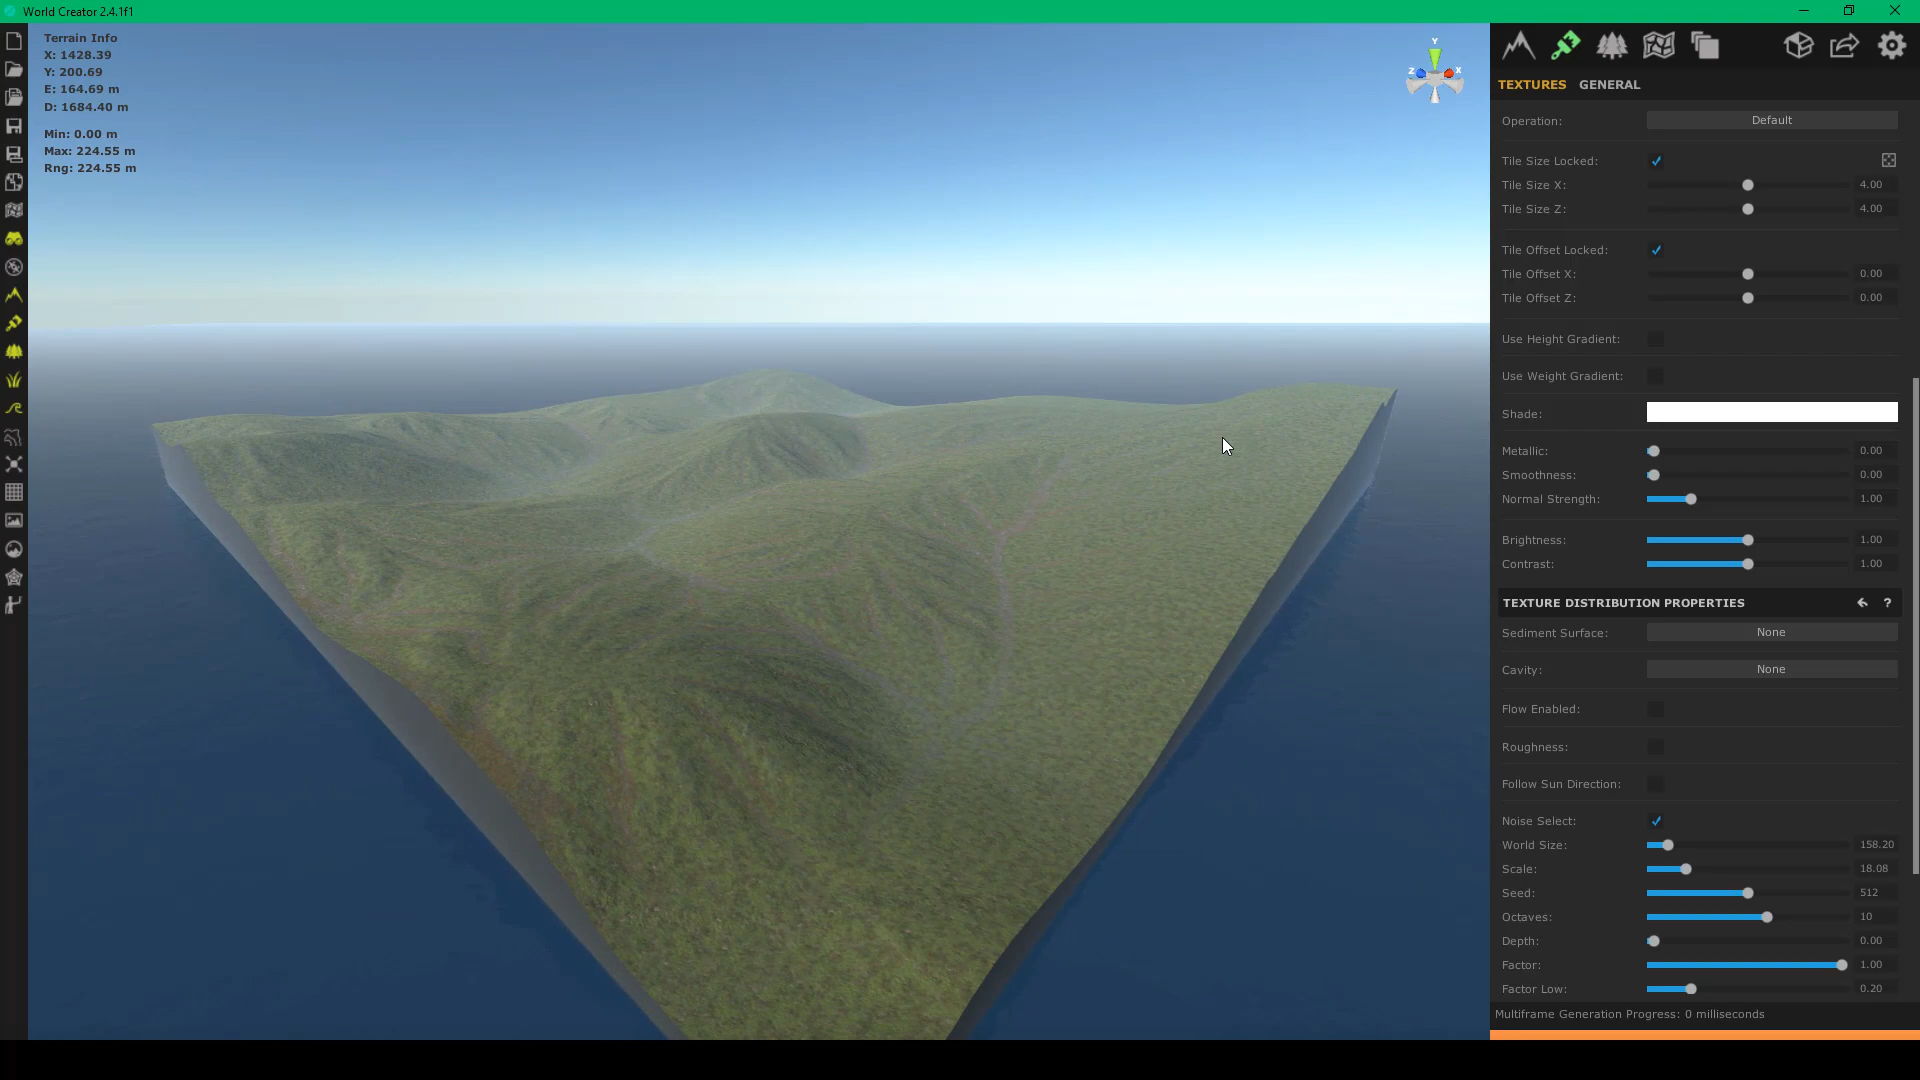 World Creator 2.4.1f1
Terrain Info
X: 1428.39
Y: 200.69
E: 164.69 m
D: 1684.40 m
Min: 0.00 m
Max: 224.55 m
Rng: 224.55 m
Y
Z X
TEXTURES GENERAL
Operation: Default
Tile Size Locked:
Tile Size X: 4.00
Tile Size Z: 4.00
Tile Offset Locked:
Tile Offset X: 0.00
Tile Offset Z: 0.00
Use Height Gradient:
Use Weight Gradient:
Shade:
Metallic: 0.00
Smoothness: 0.00
Normal Strength: 1.00
Brightness: 1.00
Contrast: 1.00
TEXTURE DISTRIBUTION PROPERTIES ?
Sediment Surface: None
Cavity: None
Flow Enabled:
Roughness:
Follow Sun Direction:
Noise Select:
World Size: 158.20
Scale: 18.08
Seed: 512
Octaves: 10
Depth: 0.00
Factor: 1.00
Factor Low: 0.20
Multiframe Generation Progress: 0 milliseconds